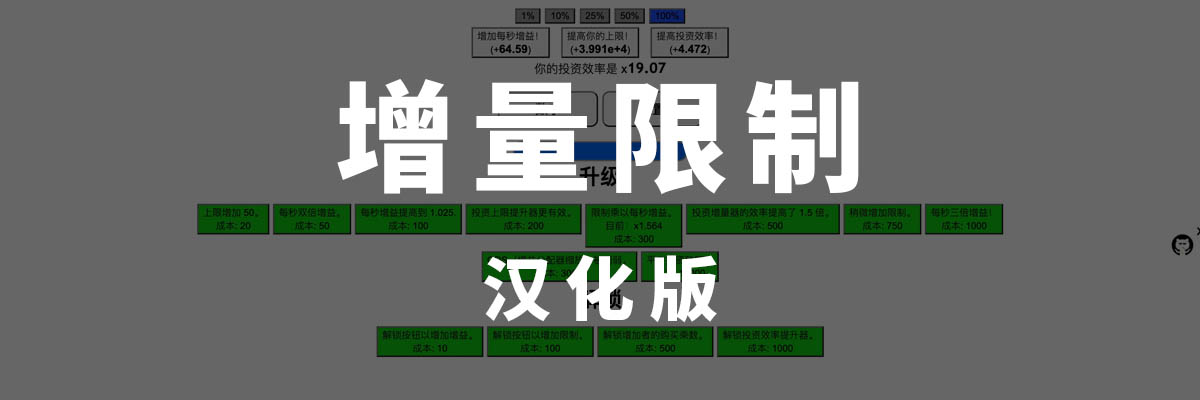 1% 10% 25% 50% 100%
增加每秒增益! 提高你的上限! 提高投资效率!
(+64.59) (+3.991e+4) (+4.472)
你的投资效率是 x19.07
增量限制
升级
上限增加 50。 每秒双倍增益。 每秒增益提高到 1.025. 投资上限提升器更有效。 限制乘以每秒增益。 投资增量器的效率提高了 1.5 倍。 稍微增加限制。 每秒三倍增益!
成本: 20 成本: 50 成本: 100 成本: 200 目前: x1.564 成本: 500 成本: 750 成本: 1000
成本: 300
汉化版
解锁按钮以增加增益。 解锁按钮以增加限制。 解锁增加者的购买乘数。 解锁投资效率提升器。
成本: 10 成本: 100 成本: 500 成本: 1000